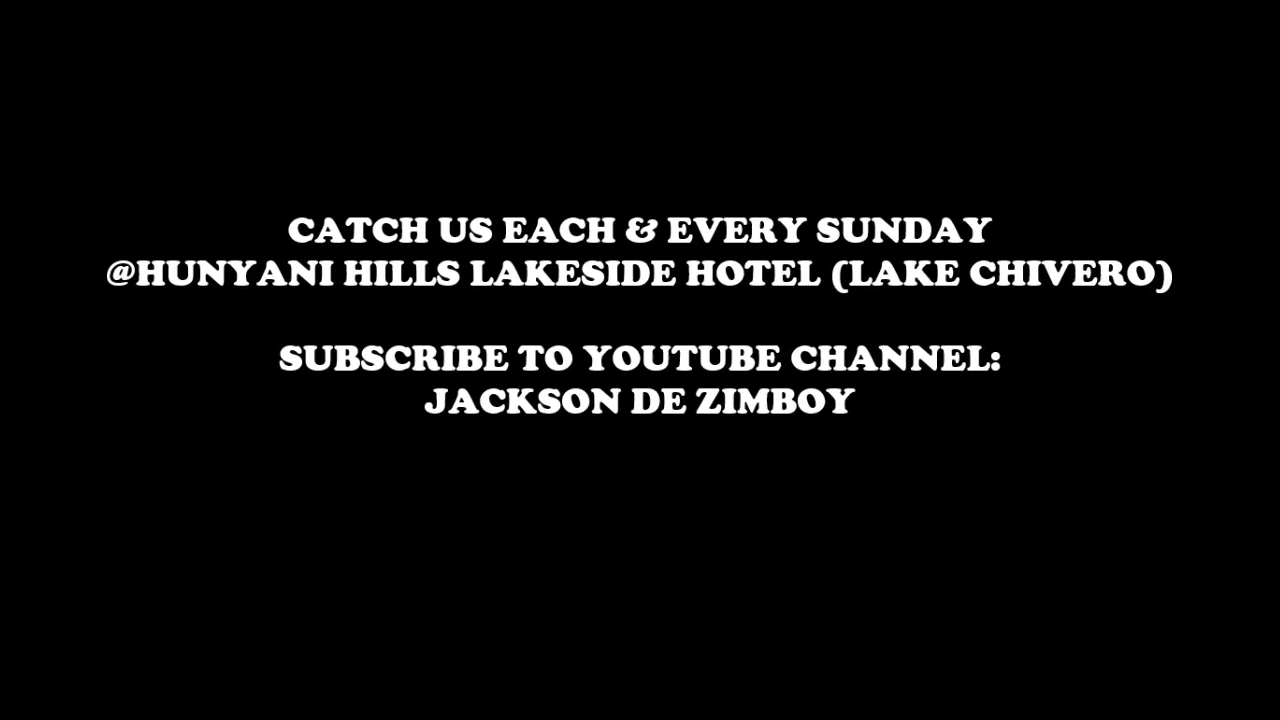 CATCH US EACH & EVERY SUNDAY
@HUNYANI HILLS LAKESIDE HOTEL (LAKE CHIVERO)
SUBSCRIBE TO YOUTUBE CHANNEL:
JACKSON DE ZIMBOY